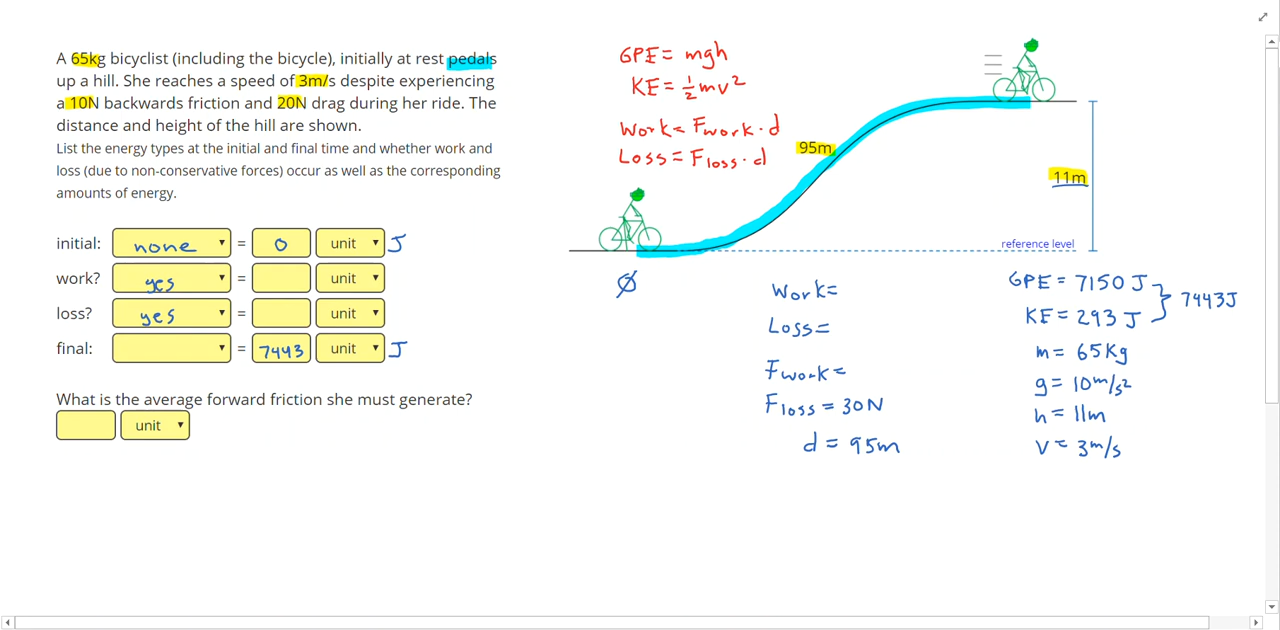 A 65kg bicyclist (including the bicycle), initially at rest pedals
up a hill. She reaches a speed of 3m/s despite experiencing
a 10N backwards friction and 20N drag during her ride. The
distance and height of the hill are shown.
List the energy types at the initial and final time and whether work and
loss (due to non-conservative forces) occur as well as the corresponding
amounts of energy.
initial: none = 0 unit J
work? yes = unit
loss? yes = unit
final: = 7443 unit J
What is the average forward friction she must generate?
unit
GPE = mgh
KE = ½mv²
Work = Fwork · d
Loss = Floss · d
95m
11m
reference level
∅
Work=
Loss=
Fwork=
Floss = 30N
d = 95m
GPE = 7150 J
KE = 293 J
} 7443J
m = 65Kg
g = 10m/s²
h = 11m
v = 3m/s